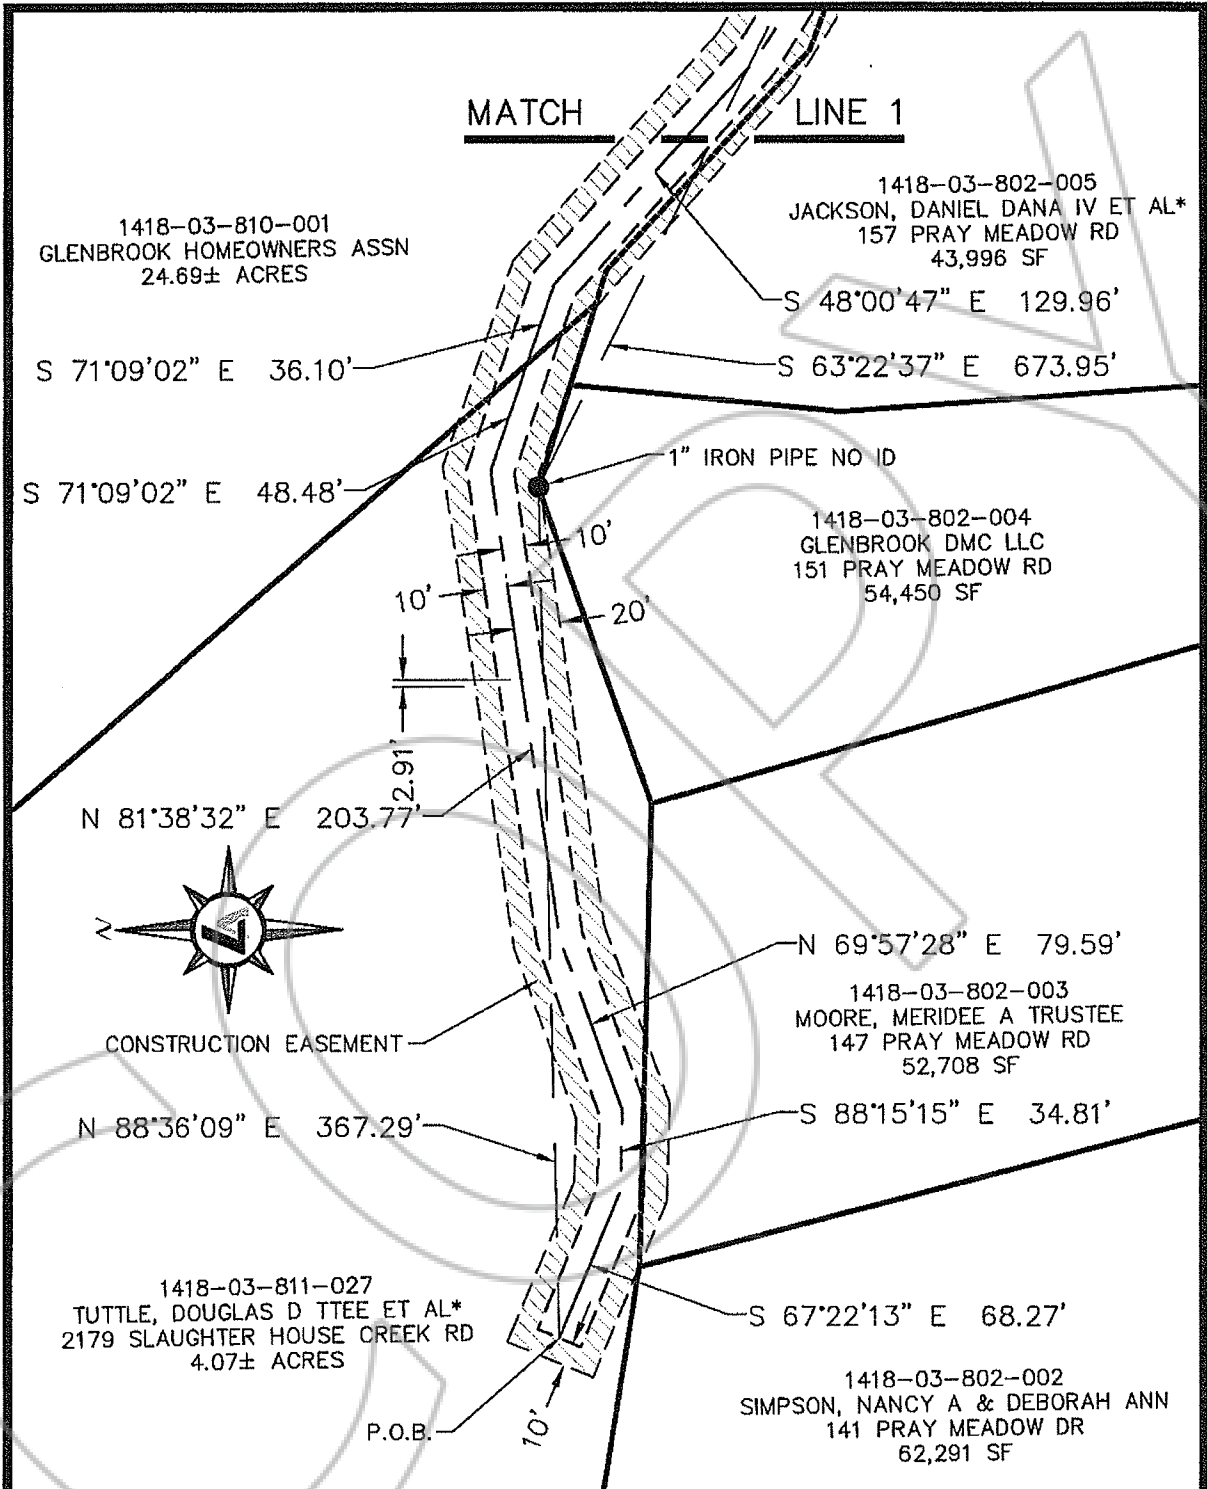 MATCH LINE 1
1418-03-810-001
GLENBROOK HOMEOWNERS ASSN
24.69± ACRES
1418-03-802-005
JACKSON, DANIEL DANA IV ET AL*
157 PRAY MEADOW RD
43,996 SF
S 48°00'47" E 129.96'
S 71°09'02" E 36.10'
S 63°22'37" E 673.95'
1" IRON PIPE NO ID
S 71°09'02" E 48.48'
1418-03-802-004
GLENBROOK DMC LLC
151 PRAY MEADOW RD
54,450 SF
10'
10'
20'
2.91'
N 81°38'32" E 203.77'
N
N 69°57'28" E 79.59'
1418-03-802-003
MOORE, MERIDEE A TRUSTEE
147 PRAY MEADOW RD
52,708 SF
CONSTRUCTION EASEMENT
N 88°36'09" E 367.29'
S 88°15'15" E 34.81'
1418-03-811-027
TUTTLE, DOUGLAS D TTEE ET AL*
2179 SLAUGHTER HOUSE CREEK RD
4.07± ACRES
S 67°22'13" E 68.27'
P.O.B.
10'
1418-03-802-002
SIMPSON, NANCY A & DEBORAH ANN
141 PRAY MEADOW DR
62,291 SF
COPY